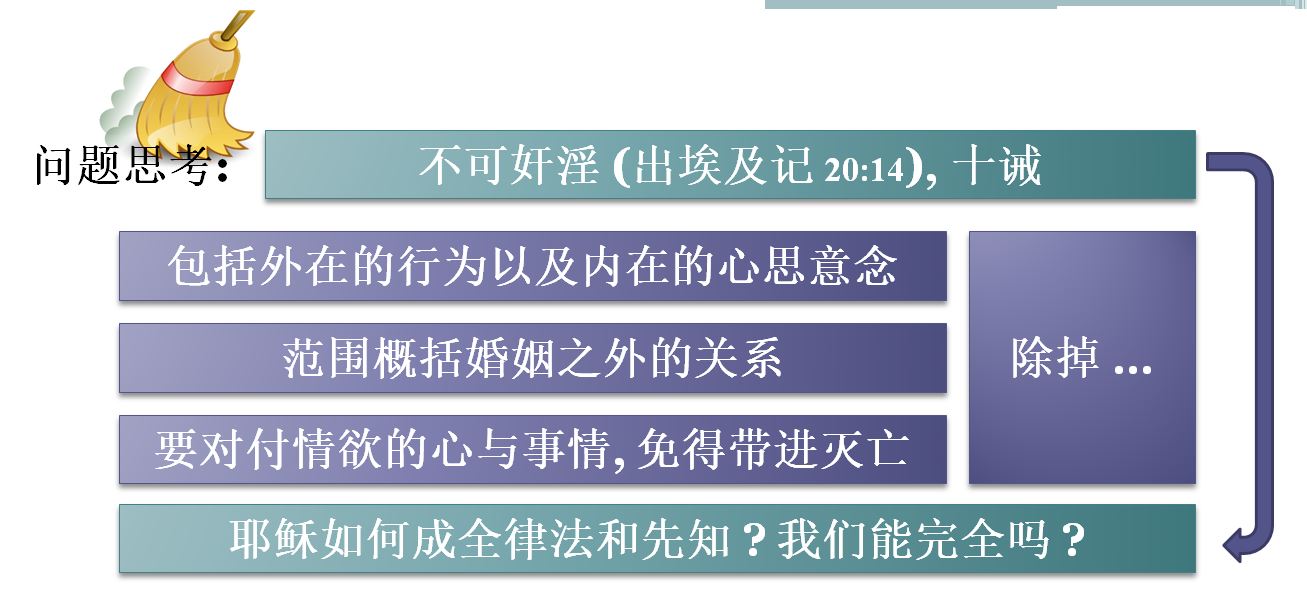 问题思考:
不可奸淫 (出埃及记 20:14), 十诫
包括外在的行为以及内在的心思意念
范围概括婚姻之外的关系
除掉 ...
要对付情欲的心与事情, 免得带进灭亡
耶稣如何成全律法和先知 ? 我们能完全吗 ?